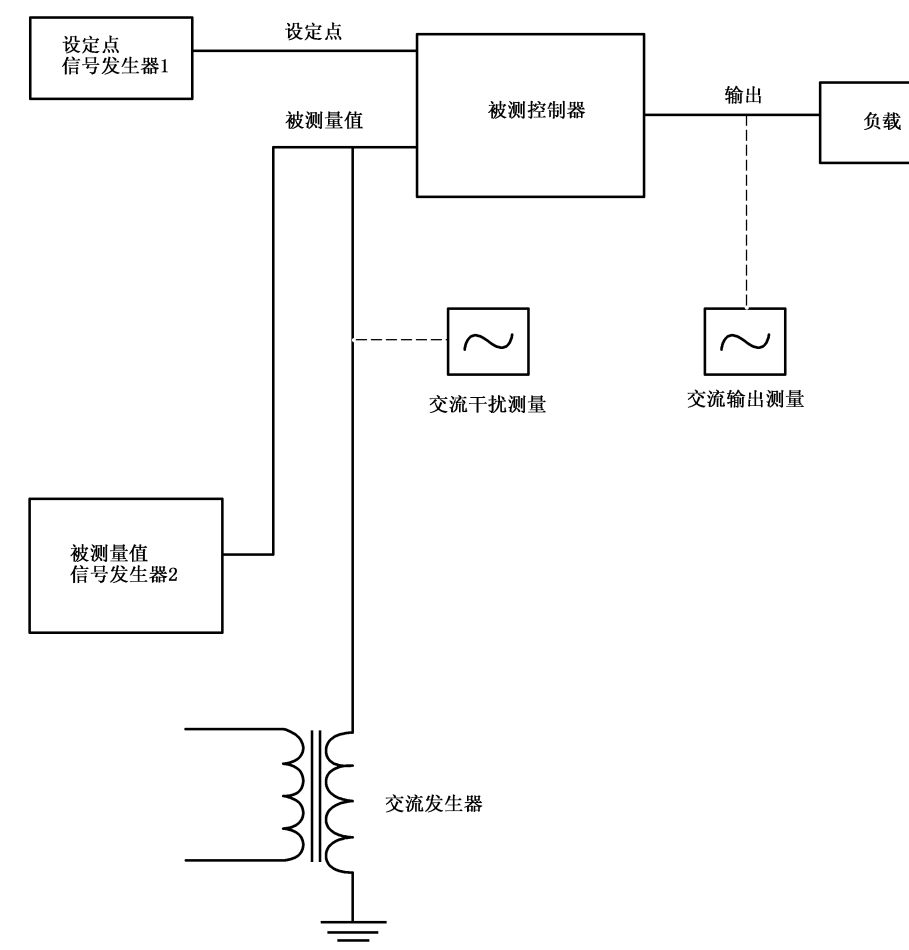 设定点
信号发生器1
设定点
被测量值
被测控制器
输出
负载
交流干扰测量
交流输出测量
被测量值
信号发生器2
交流发生器